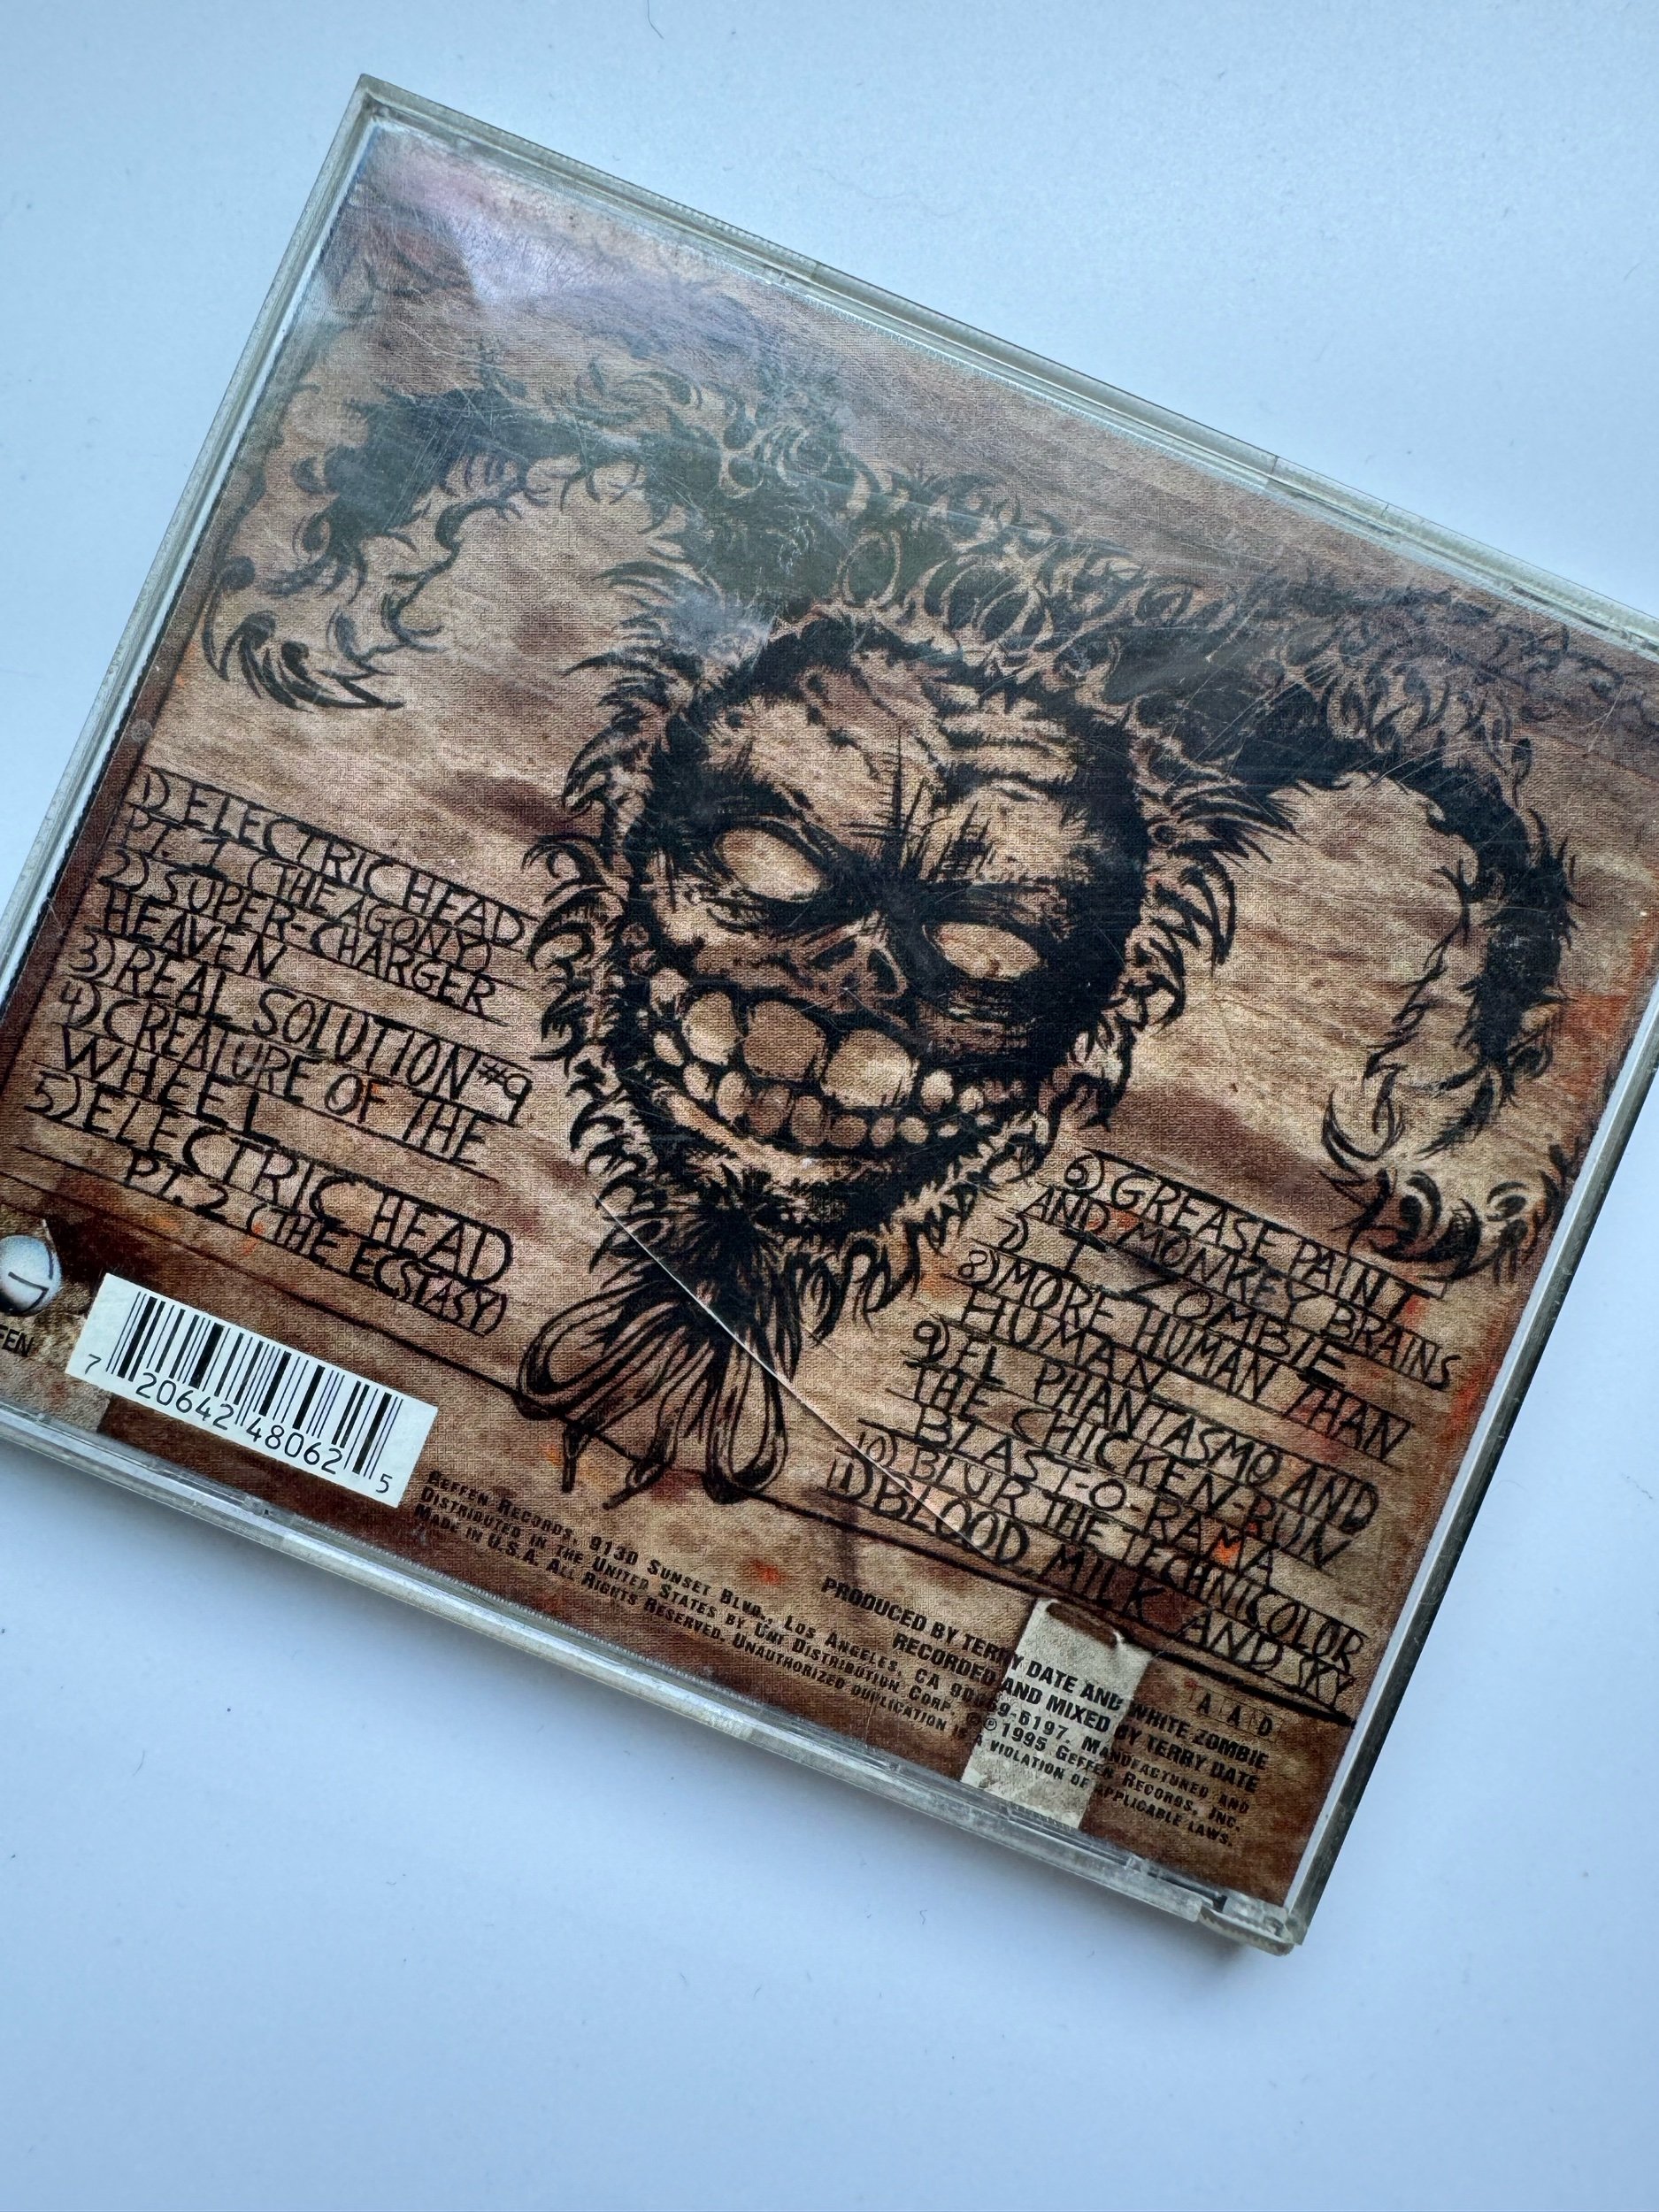 1) ELECTRIC HEAD
PT. 1 (THE AGONY)
2) SUPER-CHARGER
HEAVEN
3) REAL SOLUTION #9
4) CREATURE OF THE
WHEEL
5) ELECTRIC HEAD
PT. 2 (THE ECSTASY)
6) GREASE PAINT
AND MONKEY BRAINS
7) I, ZOMBIE
8) MORE HUMAN THAN
HUMAN
9) EL PHANTASMO AND
THE CHICKEN-RUN
BLAST-O-RAMA
10) BLUR THE TECHNICOLOR
11) BLOOD MILK AND SKY
FEN
7 20642 48062 5
AAD
PRODUCED BY TERRY DATE AND WHITE ZOMBIE
RECORDED AND MIXED BY TERRY DATE
GEFFEN RECORDS, 9130 SUNSET BLVD., LOS ANGELES, CA 90069-6197. MANUFACTURED AND
DISTRIBUTED IN THE UNITED STATES BY UNI DISTRIBUTION CORP. ©℗1995 GEFFEN RECORDS, INC.
MADE IN U.S.A. ALL RIGHTS RESERVED. UNAUTHORIZED DUPLICATION IS A VIOLATION OF APPLICABLE LAWS.